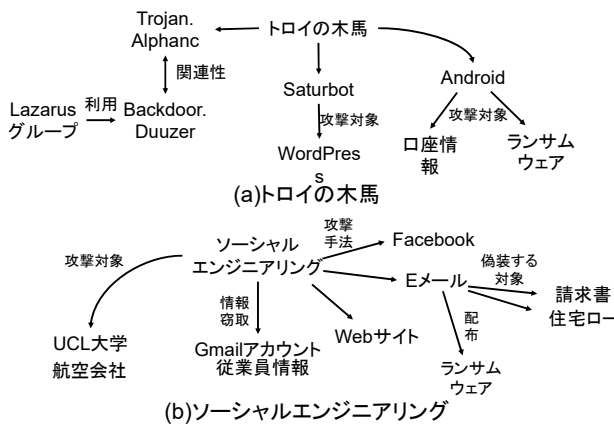 Trojan.
Alphanc
トロイの木馬
関連性
Saturbot
Android
Lazarus
グループ
利用
Backdoor.
Duuzer
攻撃対象
攻撃対象
WordPres
s
口座情
報
ランサム
ウェア
(a)トロイの木馬
攻撃
手法
Facebook
ソーシャル
エンジニアリング
攻撃対象
Eメール
偽装する
対象
請求書
住宅ロー
情報
窃取
配
布
Webサイト
UCL大学
航空会社
Gmailアカウント
従業員情報
ランサム
ウェア
(b)ソーシャルエンジニアリング